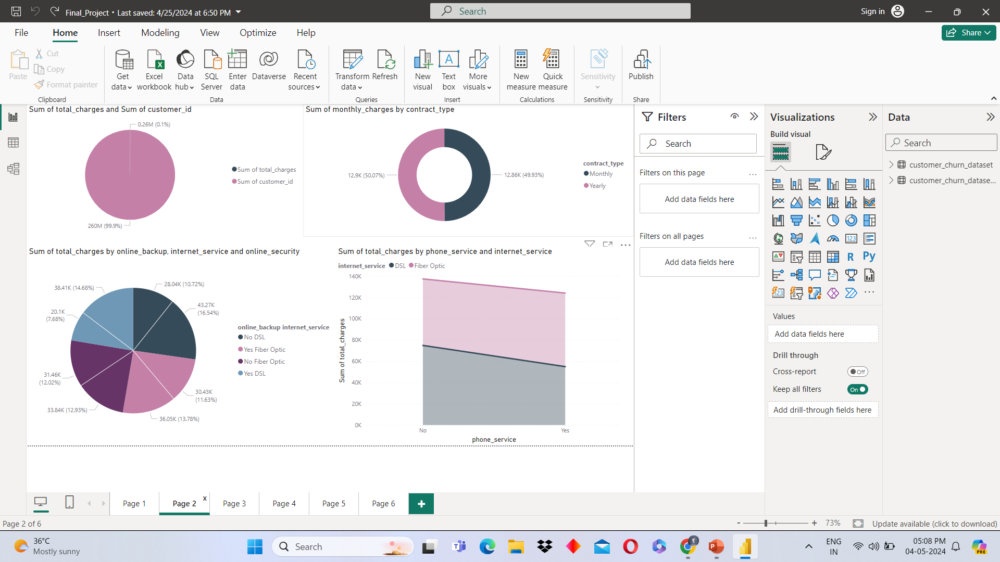 Final_Project • Last saved: 4/25/2024 at 6:50 PM
Search
Sign in
File Home Insert Modeling View Optimize Help
Share
Paste
Cut
Copy
Format painter
Clipboard
Get data
Excel workbook
Data hub
SQL Server
Enter data
Dataverse
Recent sources
Data
Transform data
Refresh
Queries
New visual
Text box
More visuals
Insert
New measure
Quick measure
Calculations
Sensitivity
Sensitivity
Publish
Share
Sum of total_charges and Sum of customer_id
0.26M (0.1%)
260M (99.9%)
Sum of total_charges
Sum of customer_id
Sum of monthly_charges by contract_type
12.9K (50.07%)
12.86K (49.93%)
contract_type
Monthly
Yearly
Sum of total_charges by online_backup, internet_service and online_security
38.41K (14.68%)
28.04K (10.72%)
43.27K
(16.54%)
20.1K
(7.68%)
31.46K
(12.02%)
33.84K (12.93%)
36.05K (13.78%)
30.43K
(11.63%)
online_backup internet_service
No DSL
Yes Fiber Optic
No Fiber Optic
Yes DSL
Sum of total_charges by phone_service and internet_service
internet_service DSL Fiber Optic
140K
120K
100K
80K
60K
40K
20K
0K
Sum of total_charges
No Yes
phone_service
Filters
Search
Filters on this page
...
Add data fields here
Filters on all pages
...
Add data fields here
Visualizations
Build visual
123
R
Py
123
...
Values
Add data fields here
Drill through
Cross-report
Off
Keep all filters
On
Add drill-through fields here
Data
Search
customer_churn_dataset
customer_churn_datase...
Page 1 Page 2 x Page 3 Page 4 Page 5 Page 6 +
Page 2 of 6
- + 73%
Update available (click to download)
36°C
Mostly sunny
Search
ENG
IN
05:08 PM
04-05-2024
PRE